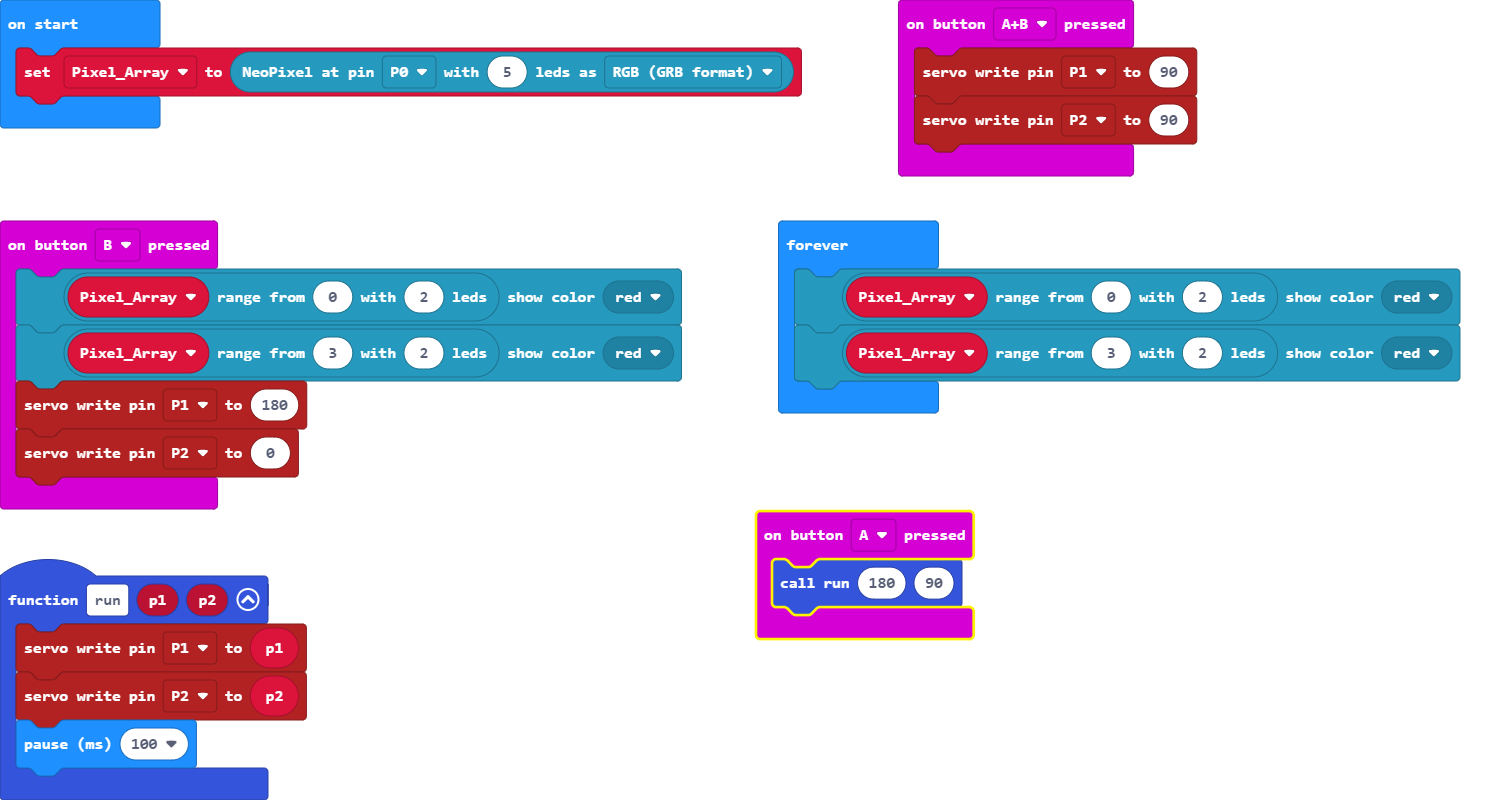 on start
set Pixel_Array to NeoPixel at pin P0 with 5 leds as RGB (GRB format)
on button A+B pressed
servo write pin P1 to 90
servo write pin P2 to 90
on button B pressed
Pixel_Array range from 0 with 2 leds show color red
Pixel_Array range from 3 with 2 leds show color red
servo write pin P1 to 180
servo write pin P2 to 0
forever
Pixel_Array range from 0 with 2 leds show color red
Pixel_Array range from 3 with 2 leds show color red
on button A pressed
call run 180 90
function run p1 p2
servo write pin P1 to p1
servo write pin P2 to p2
pause (ms) 100